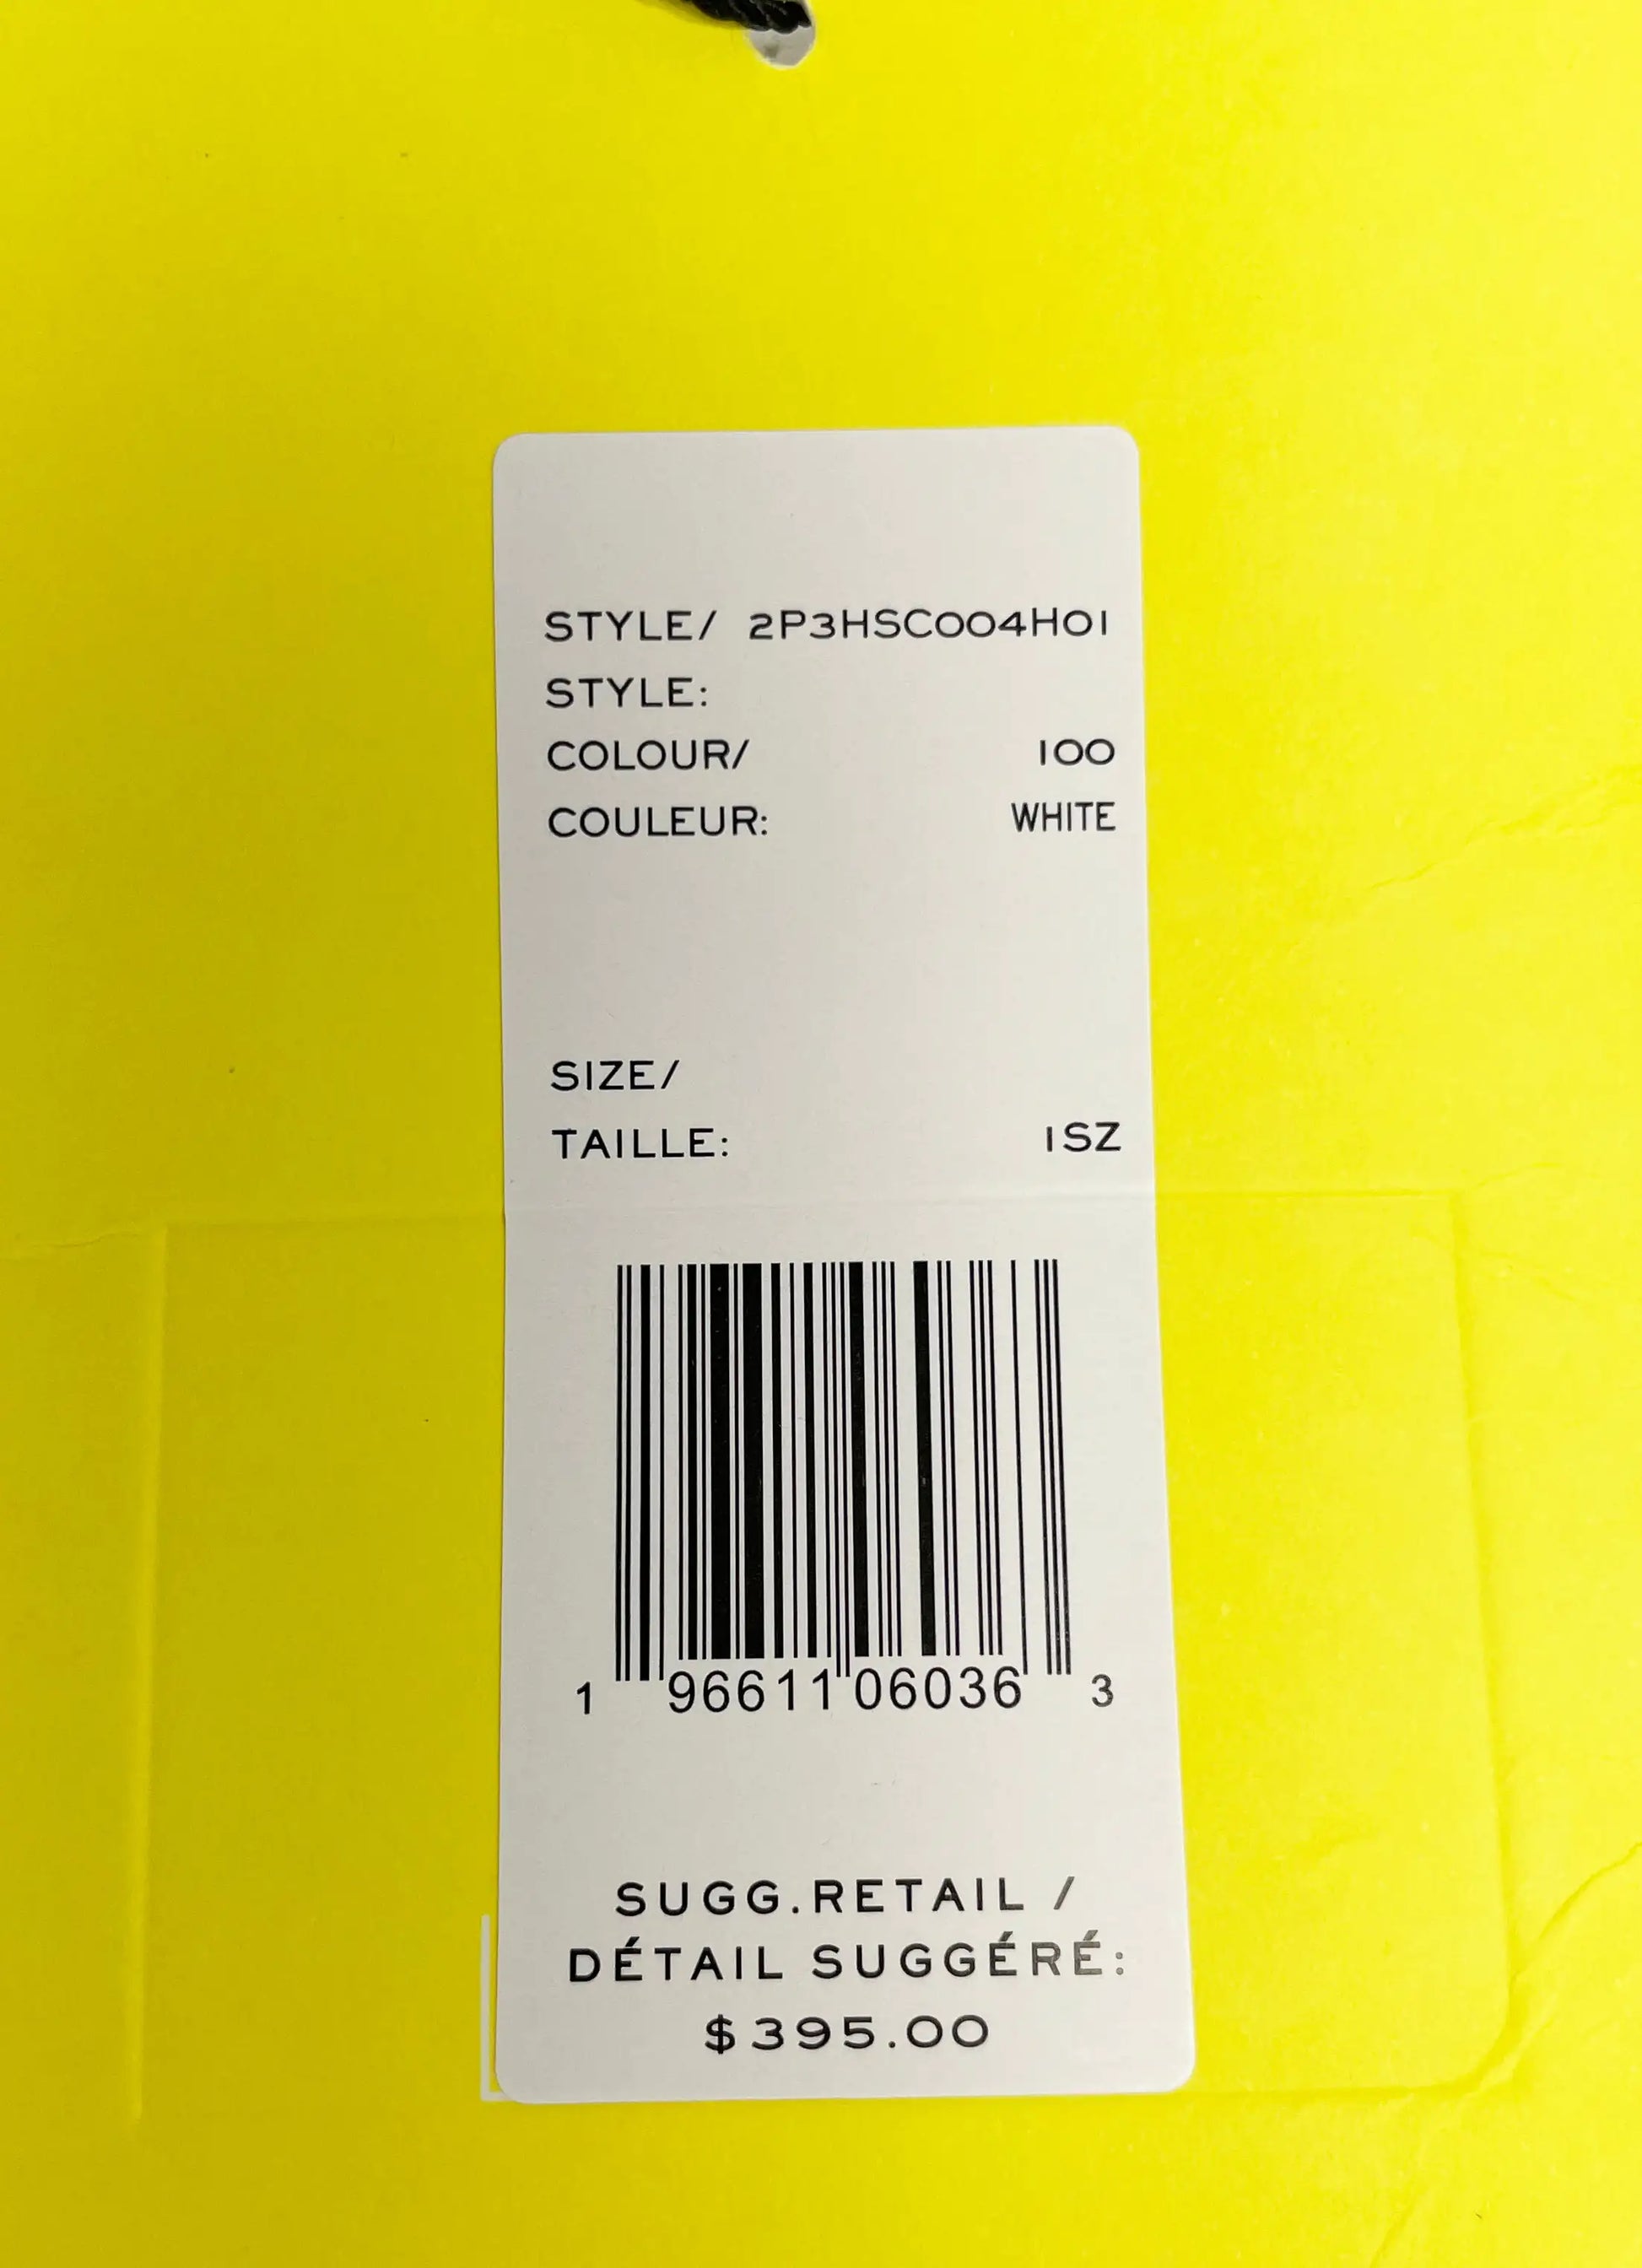 STYLE/ 2P3HSC004H01
STYLE:
COLOUR/ 100
COULEUR: WHITE
SIZE/
TAILLE: 1SZ
1 96611 06036 3
SUGG.RETAIL /
DÉTAIL SUGGÉRÉ:
$395.00